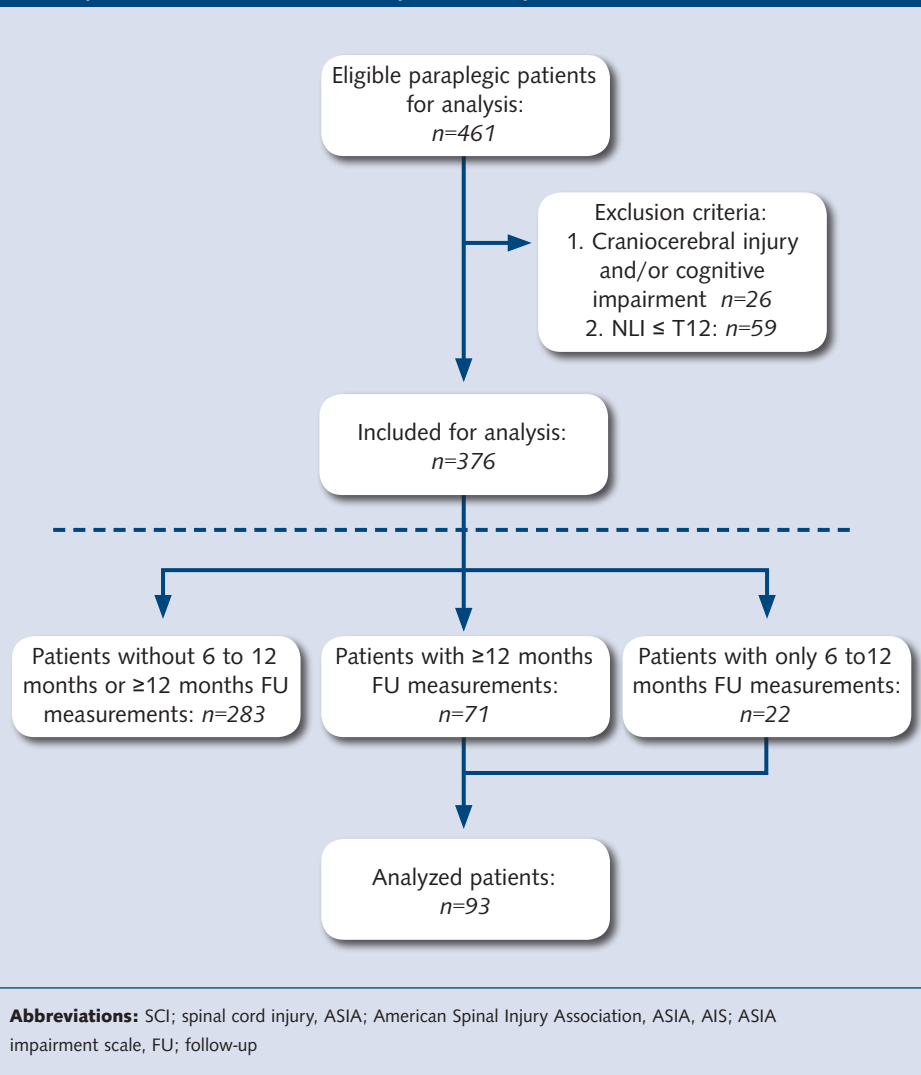 Eligible paraplegic patients
for analysis:
n=461
Exclusion criteria:
1. Craniocerebral injury
and/or cognitive
impairment n=26
2. NLI ≤ T12: n=59
Included for analysis:
n=376
Patients without 6 to 12
months or ≥12 months FU
measurements: n=283
Patients with ≥12 months
FU measurements:
n=71
Patients with only 6 to12
months FU measurements:
n=22
Analyzed patients:
n=93
Abbreviations: SCI; spinal cord injury, ASIA; American Spinal Injury Association, ASIA, AIS; ASIA
impairment scale, FU; follow-up